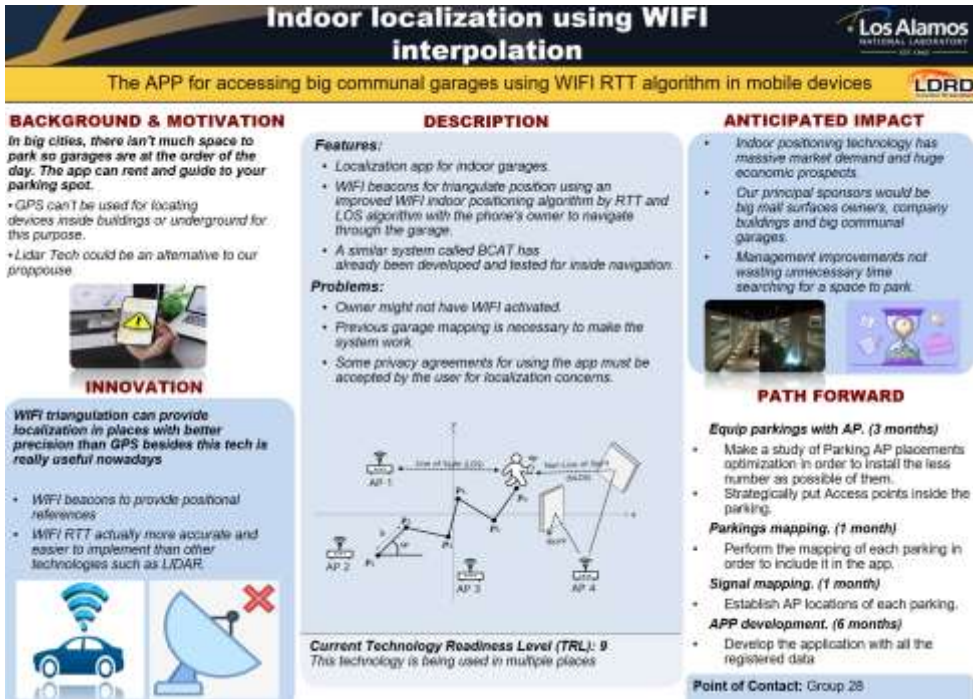 Indoor localization using WIFI
interpolation
Los Alamos
NATIONAL LABORATORY
EST. 1943
The APP for accessing big communal garages using WIFI RTT algorithm in mobile devices
LDRD
BACKGROUND & MOTIVATION
In big cities, there isn't much space to
park so garages are at the order of the
day. The app can rent and guide to your
parking spot.
•GPS can't be used for locating
devices inside buildings or underground for
this purpose.
•Lidar Tech could be an alternative to our
proppouse.
INNOVATION
WIFI triangulation can provide
localization in places with better
precision than GPS besides this tech is
really useful nowadays
• WIFI beacons to provide positional
references
• WIFI RTT actually more accurate and
easier to implement than other
technologies such as LIDAR.
DESCRIPTION
Features:
• Localization app for indoor garages.
• WIFI beacons for triangulate position using an
improved WIFI indoor positioning algorithm by RTT and
LOS algorithm with the phone's owner to navigate
through the garage.
• A similar system called BCAT has
already been developed and tested for inside navigation.
Problems:
• Owner might not have WIFI activated.
• Previous garage mapping is necessary to make the
system work.
• Some privacy agreements for using the app must be
accepted by the user for localization concerns.
Line of Sight (LOS)
Non-Line of Sight
(NLOS)
AP 1
AP 2
AP 3
AP 4
Current Technology Readiness Level (TRL): 9
This technology is being used in multiple places
ANTICIPATED IMPACT
• Indoor positioning technology has
massive market demand and huge
economic prospects.
• Our principal sponsors would be
big mall surfaces owners, company
buildings and big communal
garages.
• Management improvements not
wasting unnecessary time
searching for a space to park.
PATH FORWARD
Equip parkings with AP. (3 months)
• Make a study of Parking AP placements
optimization in order to install the less
number as possible of them.
• Strategically put Access points inside the
parking.
Parkings mapping. (1 month)
• Perform the mapping of each parking in
order to include it in the app.
Signal mapping. (1 month)
• Establish AP locations of each parking.
APP development. (6 months)
• Develop the application with all the
registered data
Point of Contact: Group 28